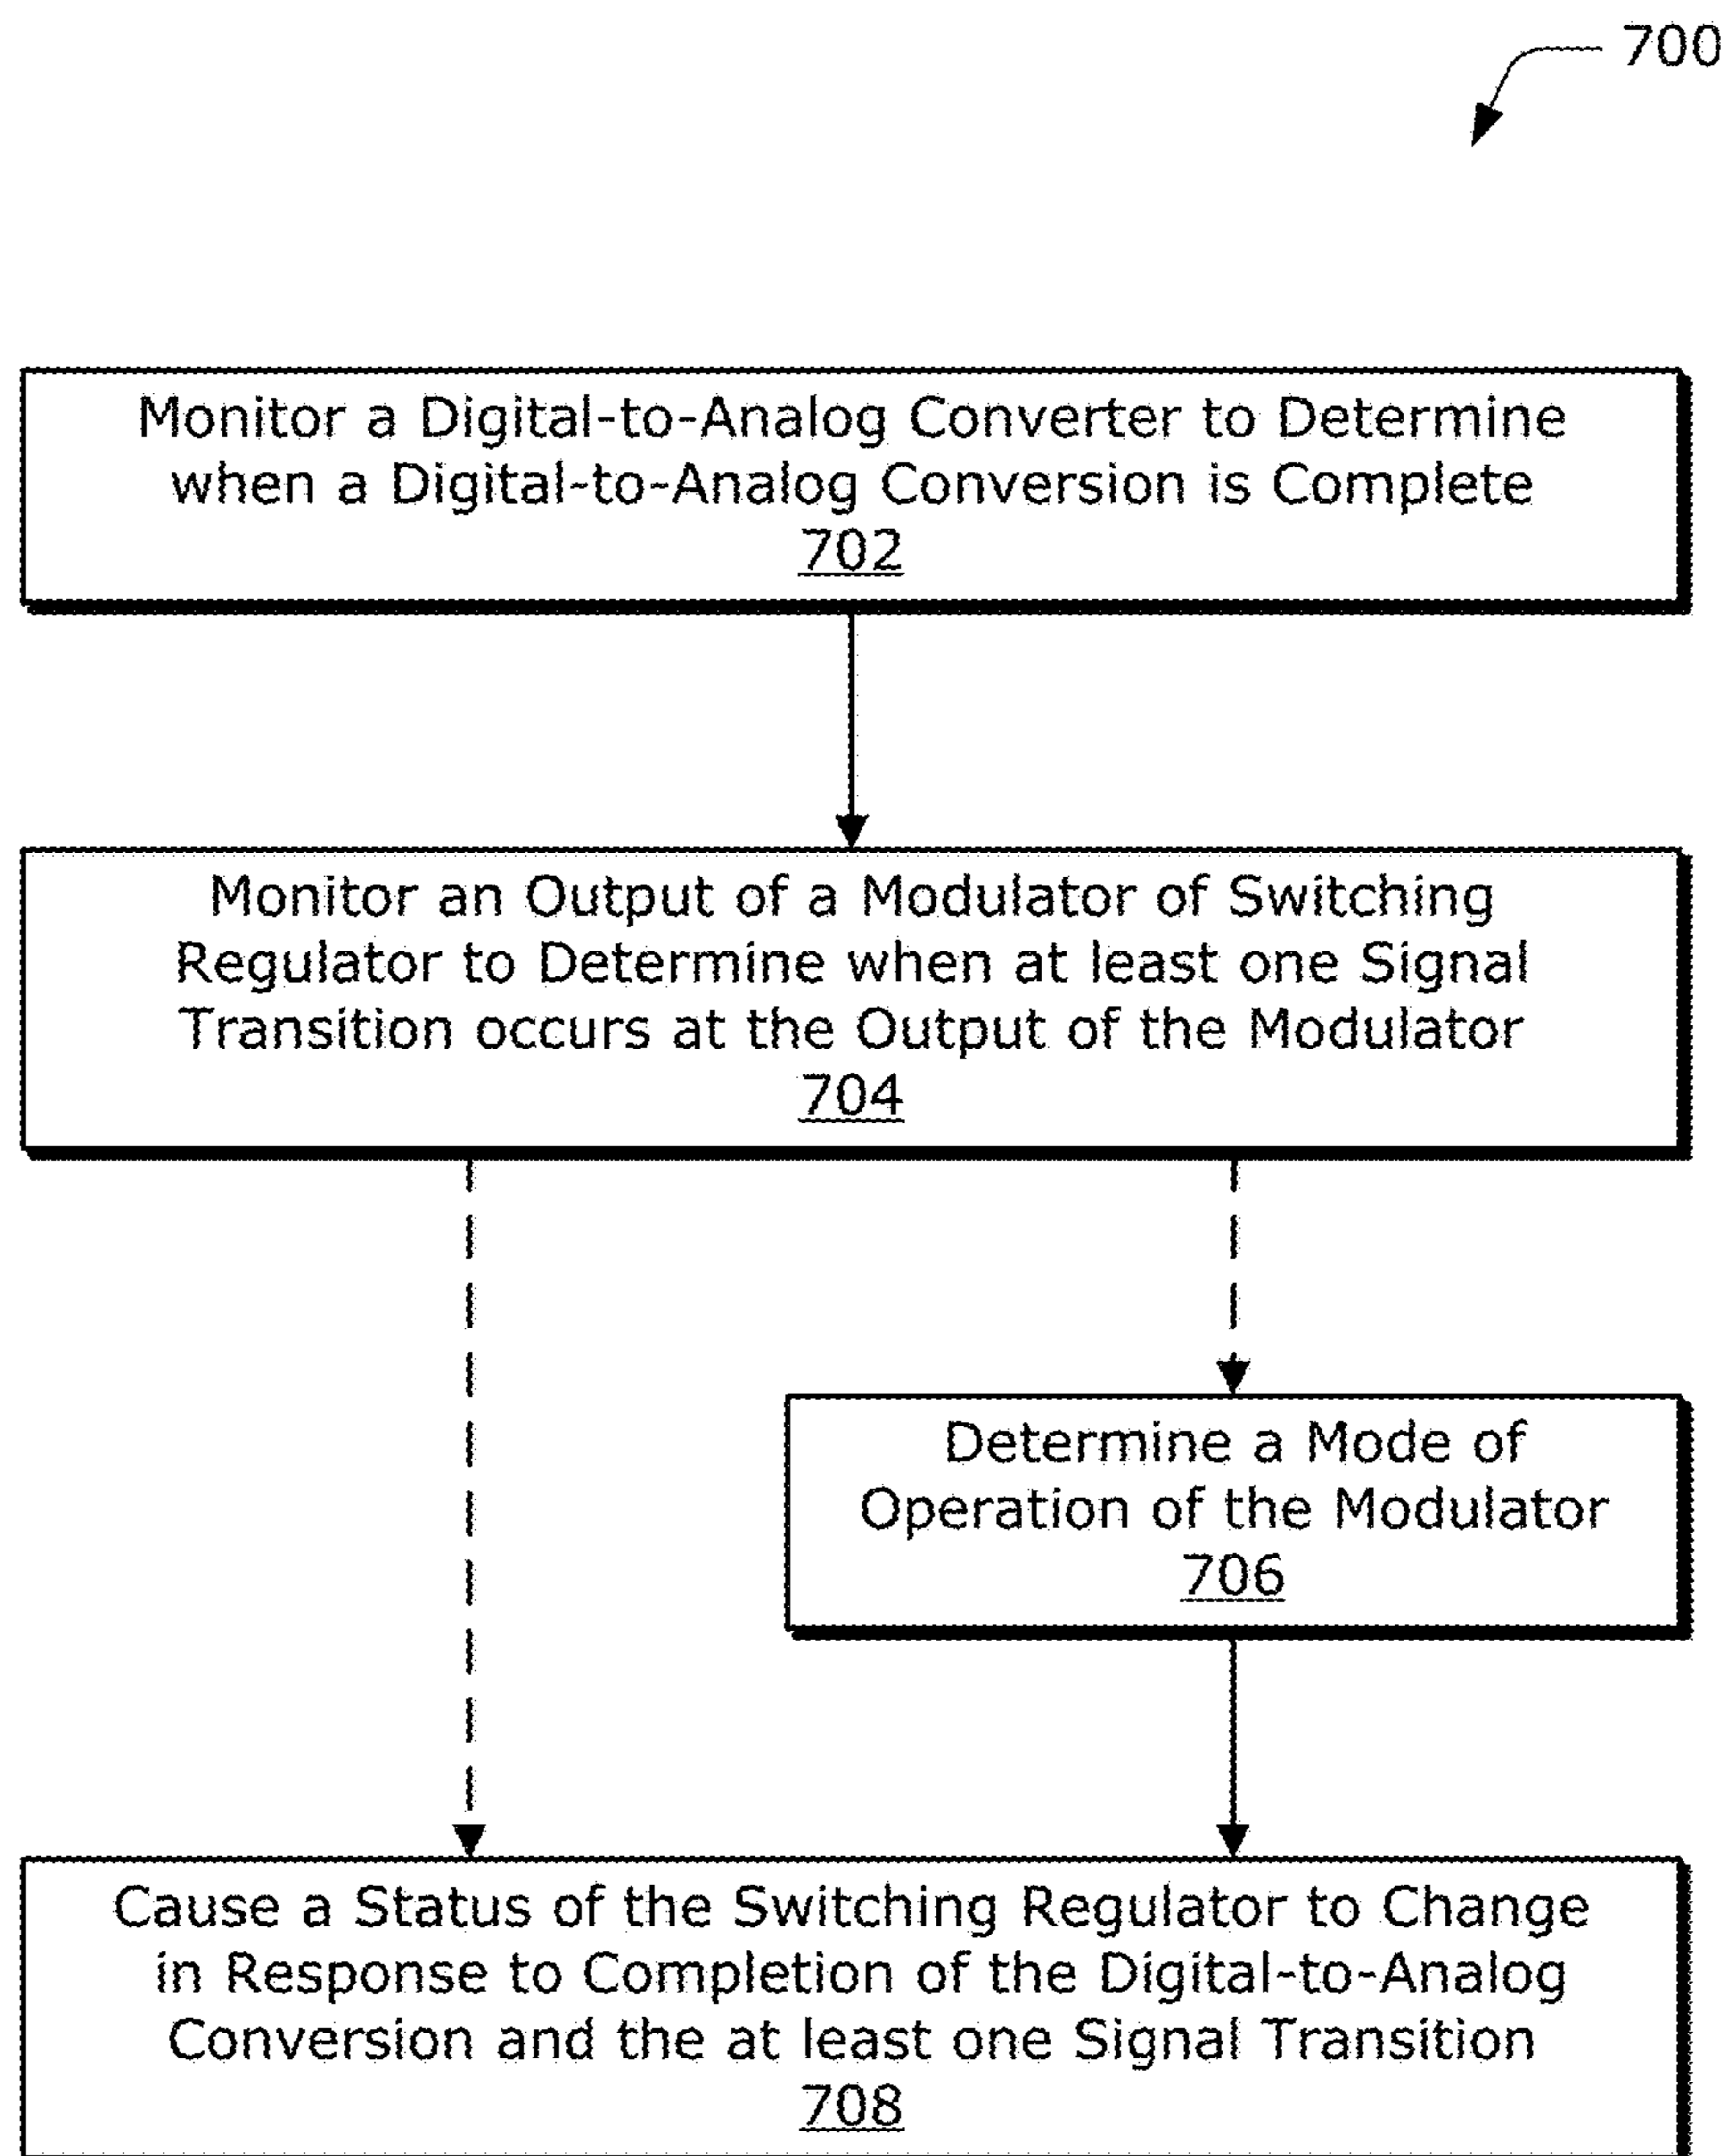 700
Monitor a Digital-to-Analog Converter to Determine
when a Digital-to-Analog Conversion is Complete
702
Monitor an Output of a Modulator of Switching
Regulator to Determine when at least one Signal
Transition occurs at the Output of the Modulator
704
Determine a Mode of
Operation of the Modulator
706
Cause a Status of the Switching Regulator to Change
in Response to Completion of the Digital-to-Analog
Conversion and the at least one Signal Transition
708